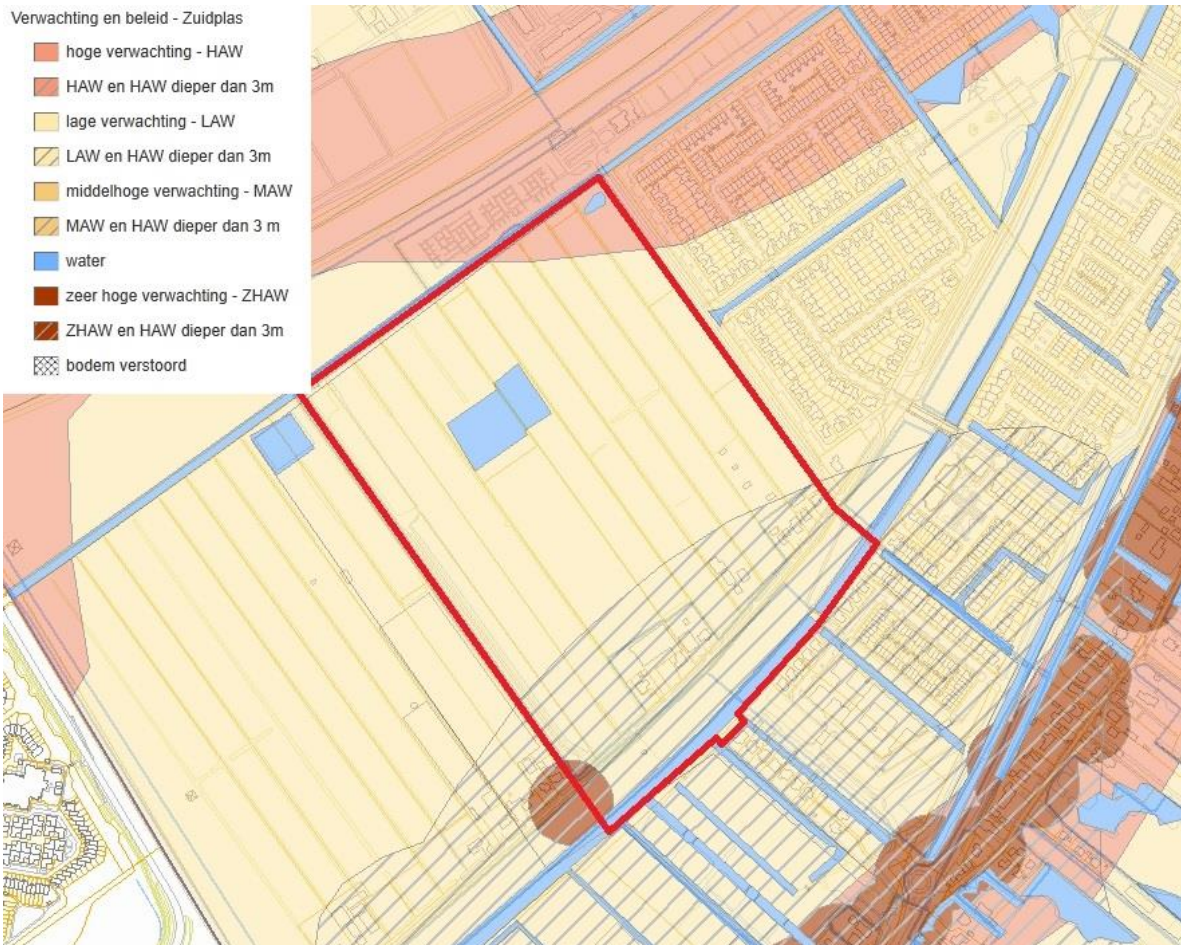 Verwachting en beleid - Zuidplas
hoge verwachting - HAW
HAW en HAW dieper dan 3m
lage verwachting - LAW
LAW en HAW dieper dan 3m
middelhoge verwachting - MAW
MAW en HAW dieper dan 3 m
water
zeer hoge verwachting - ZHAW
ZHAW en HAW dieper dan 3m
bodem verstoord